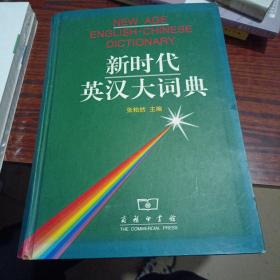 NEW AGE
ENGLISH-CHINESE
DICTIONARY
新时代
英汉大词典
张柏然 主编
商务印书馆
THE COMMERCIAL PRESS